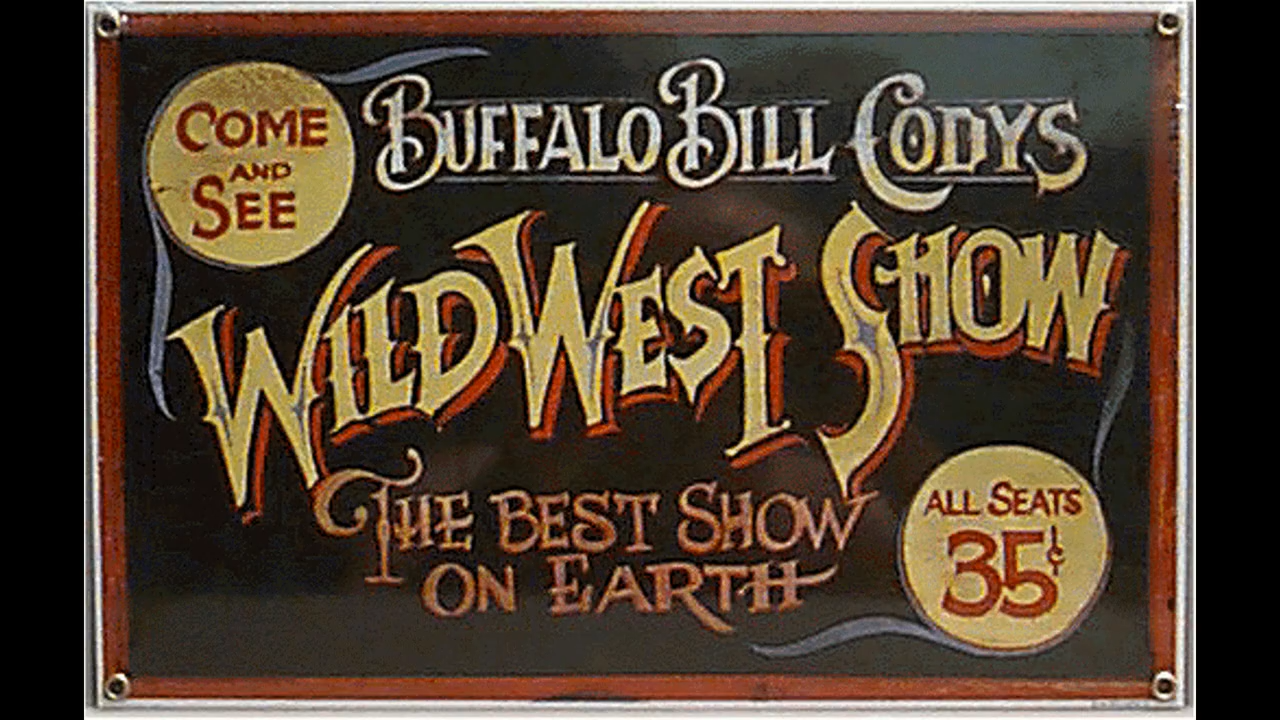 COME
AND
SEE
BUFFALO BILL CODYS
WILD WEST SHOW
THE BEST SHOW
ON EARTH
ALL SEATS
35¢